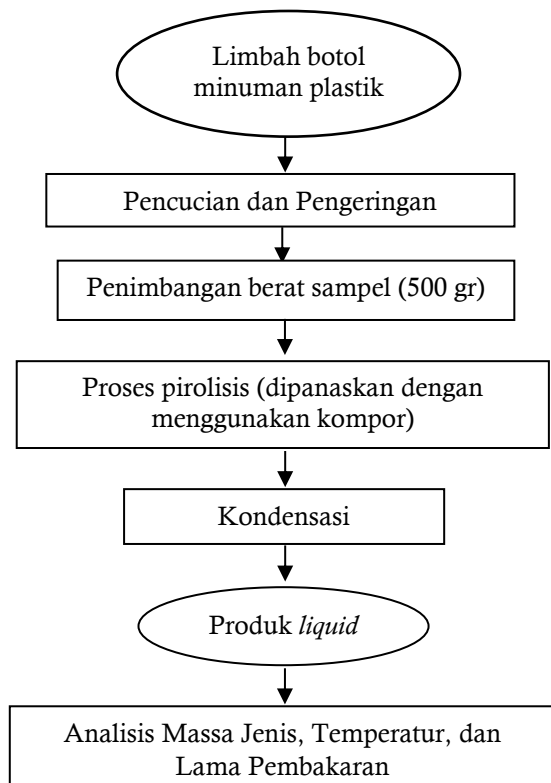 Limbah botol
minuman plastik
Pencucian dan Pengeringan
Penimbangan berat sampel (500 gr)
Proses pirolisis (dipanaskan dengan
menggunakan kompor)
Kondensasi
Produk liquid
Analisis Massa Jenis, Temperatur, dan
Lama Pembakaran